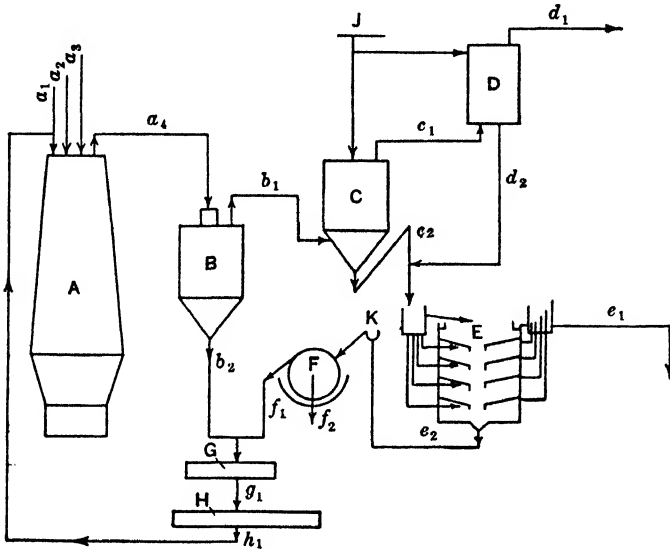 J
d₁
a₁
a₂
a₃
a₄
D
c₁
b₁
C
d₂
c₂
B
A
K
E
e₁
b₂
F
f₁
f₂
e₂
G
g₁
H
h₁